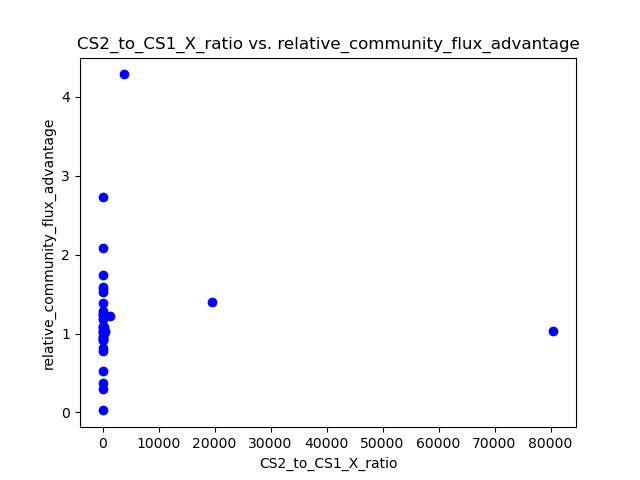 CS2_to_CS1_X_ratio vs. relative_community_flux_advantage
relative_community_flux_advantage
4
3
2
1
0
0 10000 20000 30000 40000 50000 60000 70000 80000
CS2_to_CS1_X_ratio